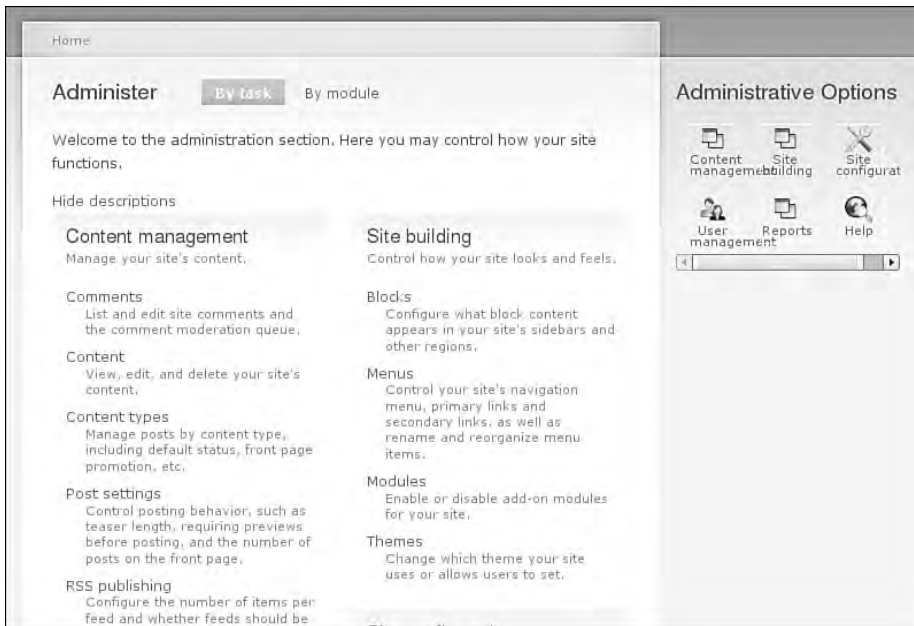 Home
Administer
By task
By module
Welcome to the administration section. Here you may control how your site
functions.
Hide descriptions
Content management
Manage your site's content.
Comments
List and edit site comments and
the comment moderation queue.
Content
View, edit, and delete your site's
content.
Content types
Manage posts by content type,
including default status, front page
promotion, etc.
Post settings
Control posting behavior, such as
teaser length, requiring previews
before posting, and the number of
posts on the front page.
RSS publishing
Configure the number of items per
feed and whether feeds should be
Site building
Control how your site looks and feels.
Blocks
Configure what block content
appears in your site's sidebars and
other regions.
Menus
Control your site's navigation
menu, primary links and
secondary links, as well as
rename and reorganize menu
items.
Modules
Enable or disable add-on modules
for your site.
Themes
Change which theme your site
uses or allows users to set.
Administrative Options
Content
management
Site
building
Site
configurat
User
management
Reports
Help